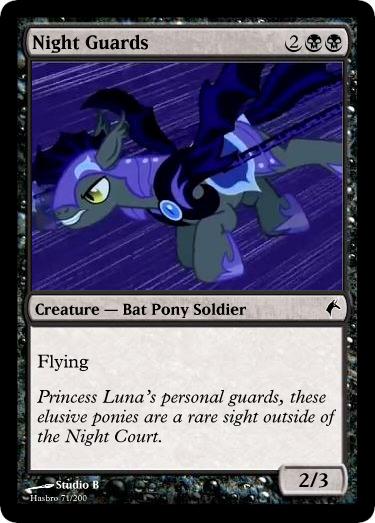 Night Guards 2
Creature — Bat Pony Soldier
Flying
Princess Luna's personal guards, these
elusive ponies are a rare sight outside of
the Night Court.
Studio B
Hasbro 71/200
2/3